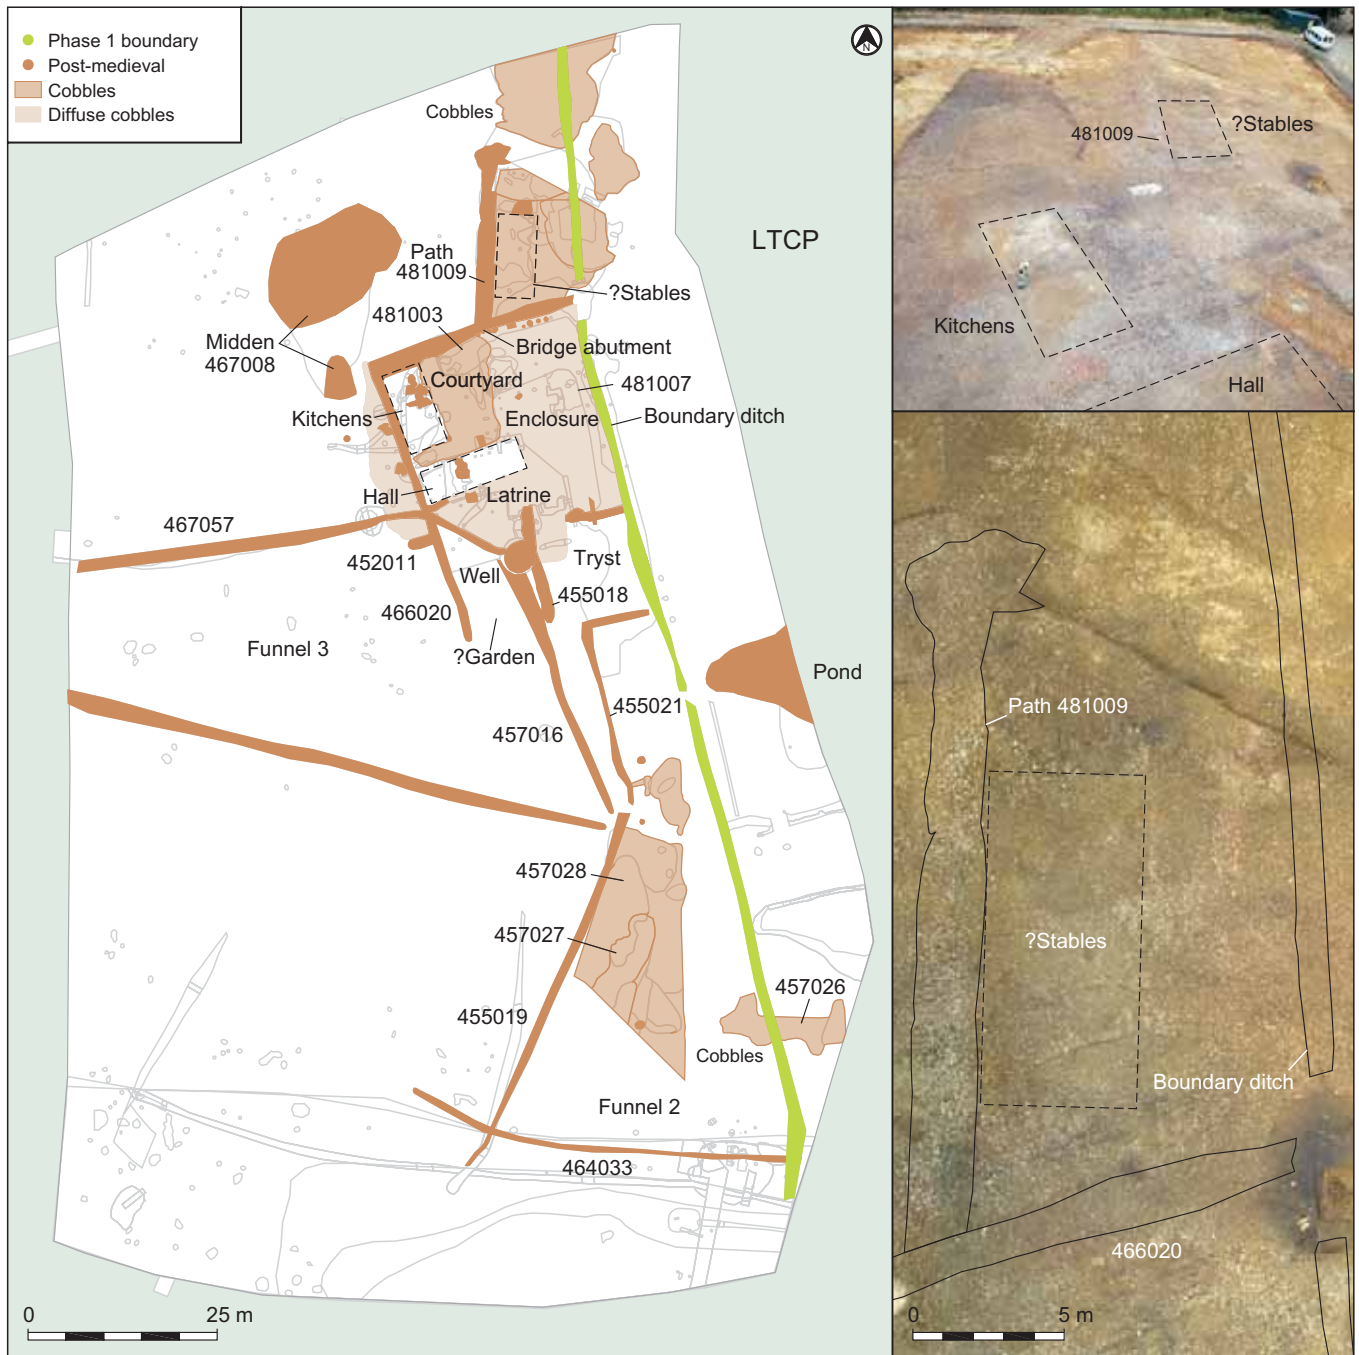 Phase 1 boundary
Post-medieval
Cobbles
Diffuse cobbles
N
Cobbles
LTCP
Path
481009
?Stables
481003
Bridge abutment
Midden
467008
Courtyard
481007
Kitchens
Enclosure
Boundary ditch
Hall
Latrine
467057
452011
Well
Tryst
455018
466020
Funnel 3
?Garden
Pond
455021
457016
457028
457027
457026
455019
Cobbles
Funnel 2
464033
0 25 m
481009
?Stables
Kitchens
Hall
Path 481009
?Stables
Boundary ditch
466020
0 5 m